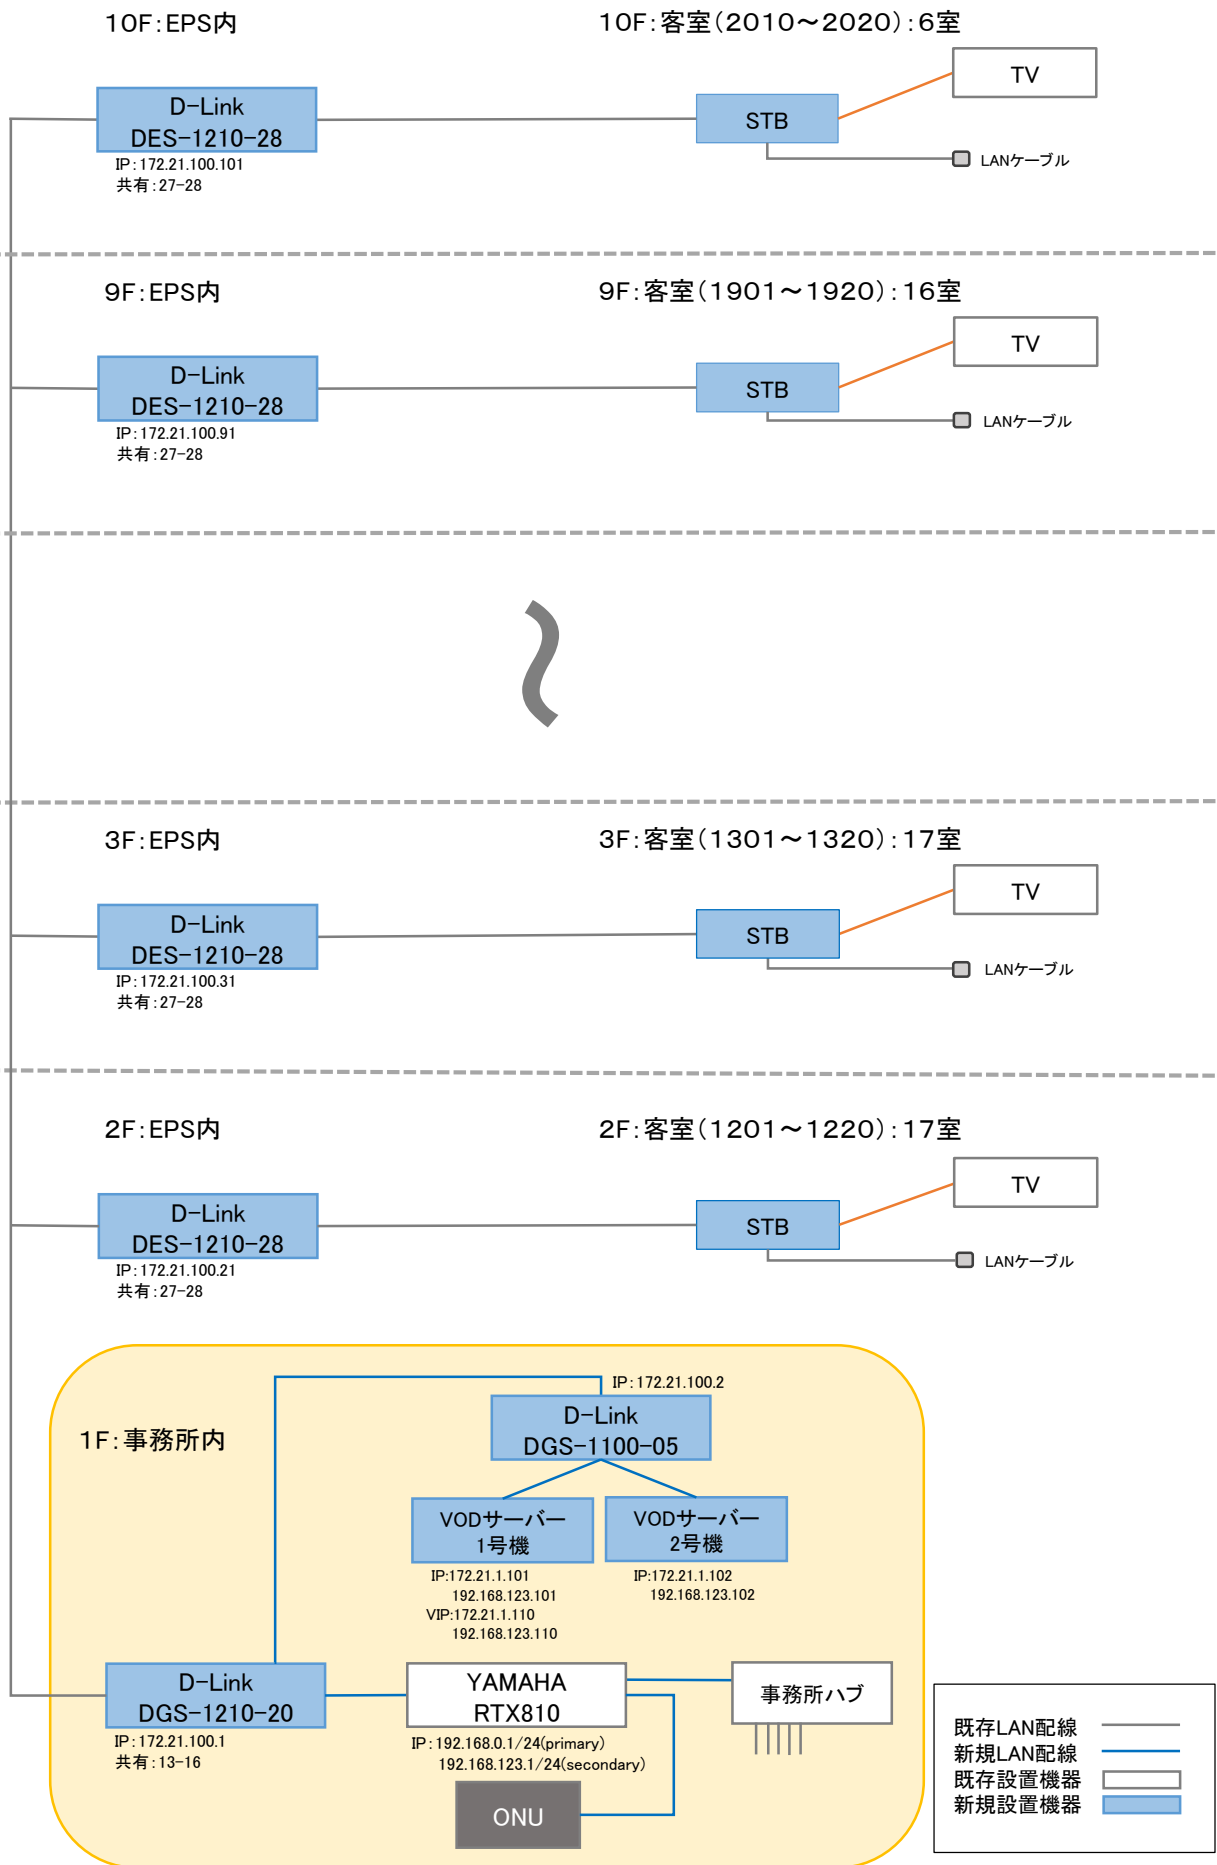 10F:EPS内
10F:客室(2010～2020):6室
D-Link
DES-1210-28
IP:172.21.100.101
共有:27-28
STB
TV
LANケーブル
9F:EPS内
9F:客室(1901～1920):16室
D-Link
DES-1210-28
IP:172.21.100.91
共有:27-28
STB
TV
LANケーブル
～
3F:EPS内
3F:客室(1301～1320):17室
D-Link
DES-1210-28
IP:172.21.100.31
共有:27-28
STB
TV
LANケーブル
2F:EPS内
2F:客室(1201～1220):17室
D-Link
DES-1210-28
IP:172.21.100.21
共有:27-28
STB
TV
LANケーブル
1F:事務所内
IP:172.21.100.2
D-Link
DGS-1100-05
VODサーバー
1号機
IP:172.21.1.101
192.168.123.101
VIP:172.21.1.110
192.168.123.110
VODサーバー
2号機
IP:172.21.1.102
192.168.123.102
D-Link
DGS-1210-20
IP:172.21.100.1
共有:13-16
YAMAHA
RTX810
IP:192.168.0.1/24(primary)
192.168.123.1/24(secondary)
事務所ハブ
ONU
既存LAN配線
新規LAN配線
既存設置機器
新規設置機器